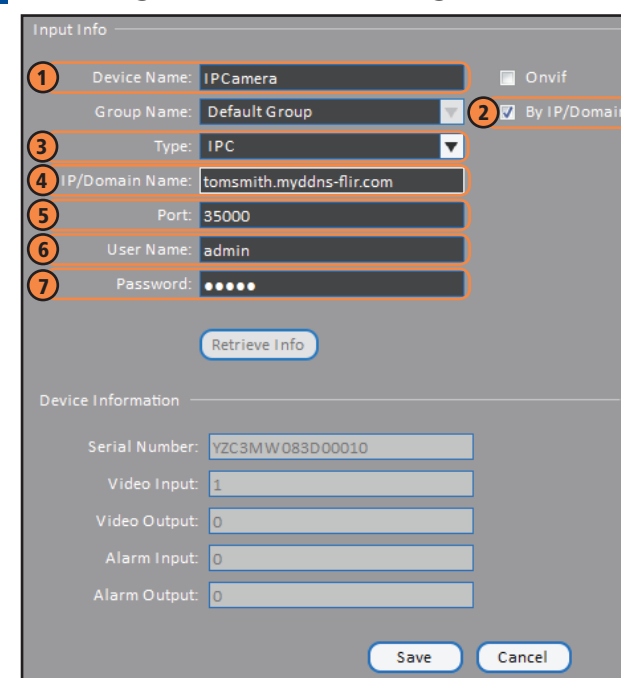 Input Info
1 Device Name: IPCamera Onvif
Group Name: Default Group 2 By IP/Domain
3 Type: IPC
4 IP/Domain Name: tomsmith.myddns-flir.com
5 Port: 35000
6 User Name: admin
7 Password: •••••
Retrieve Info
Device Information
Serial Number: YZC3MW083D00010
Video Input: 1
Video Output: 0
Alarm Input: 0
Alarm Output: 0
Save Cancel